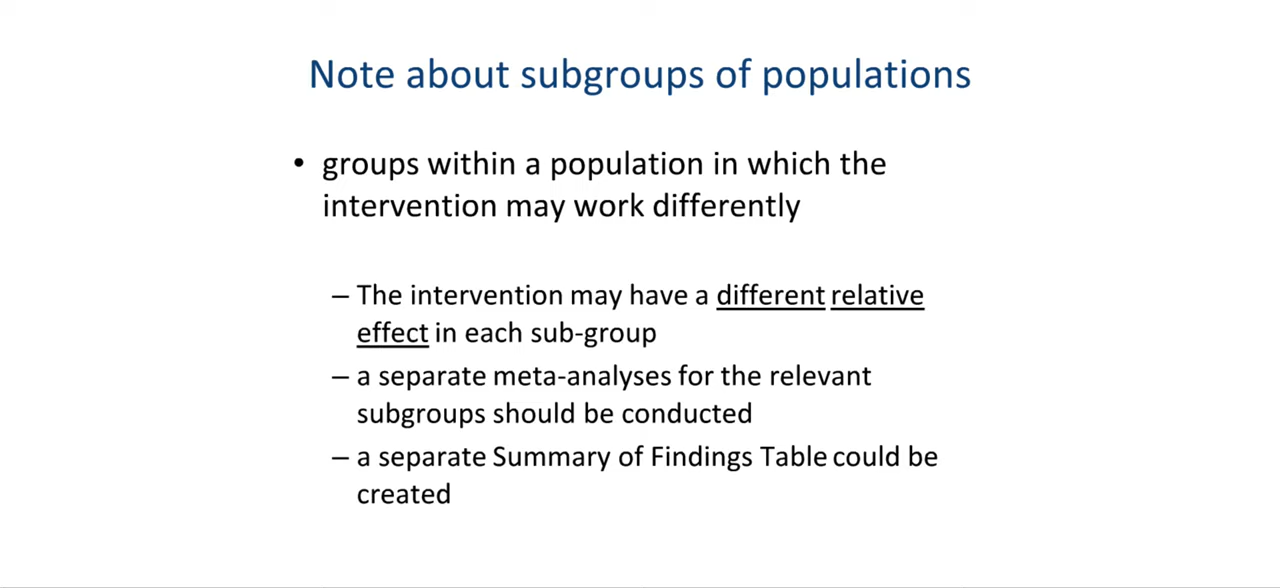 Note about subgroups of populations
• groups within a population in which the
intervention may work differently
– The intervention may have a different relative
effect in each sub-group
– a separate meta-analyses for the relevant
subgroups should be conducted
– a separate Summary of Findings Table could be
created